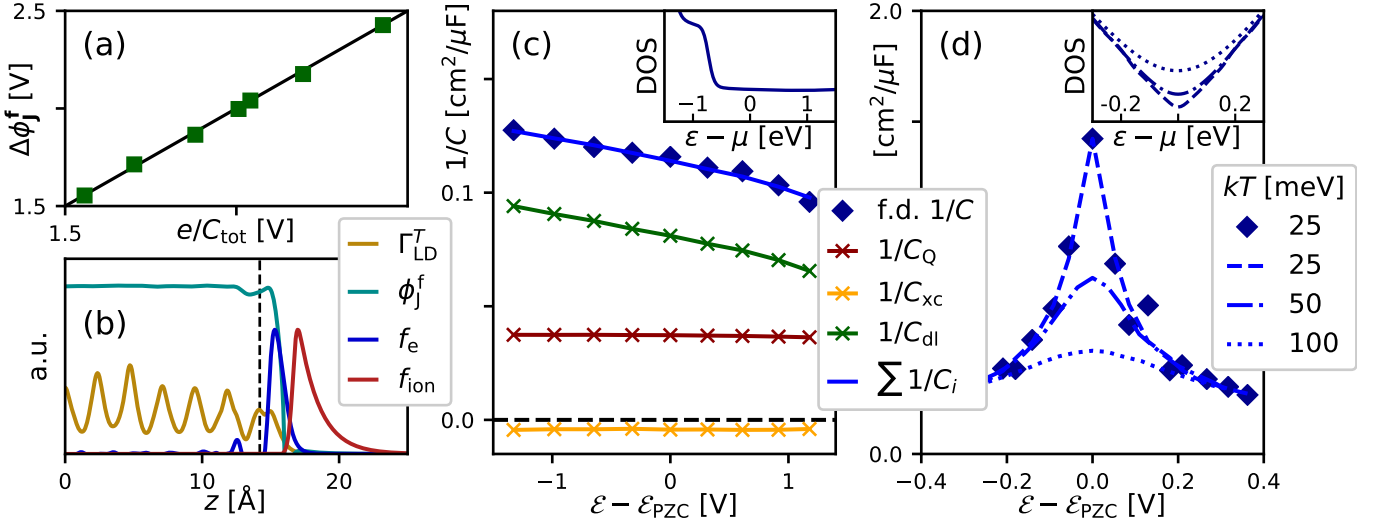 (a)
Δϕ_J^f [V]
2.5
2.0
1.5
1.5
e/C_tot [V]
(b)
a.u.
Γ_LD^T
ϕ_J^f
f_e
f_ion
0
10
20
z [Å]
(c)
1/C [cm²/µF]
0.1
0.0
−1
0
1
ℰ − ℰ_PZC [V]
DOS
−1
0
1
ε − μ [eV]
f.d. 1/C
1/C_Q
1/C_xc
1/C_dl
∑ 1/C_i
(d)
[cm²/µF]
2.0
0.0
−0.4
−0.2
0.0
0.2
0.4
ℰ − ℰ_PZC [V]
DOS
-0.2
0.2
ε − μ [eV]
kT [meV]
25
25
50
100